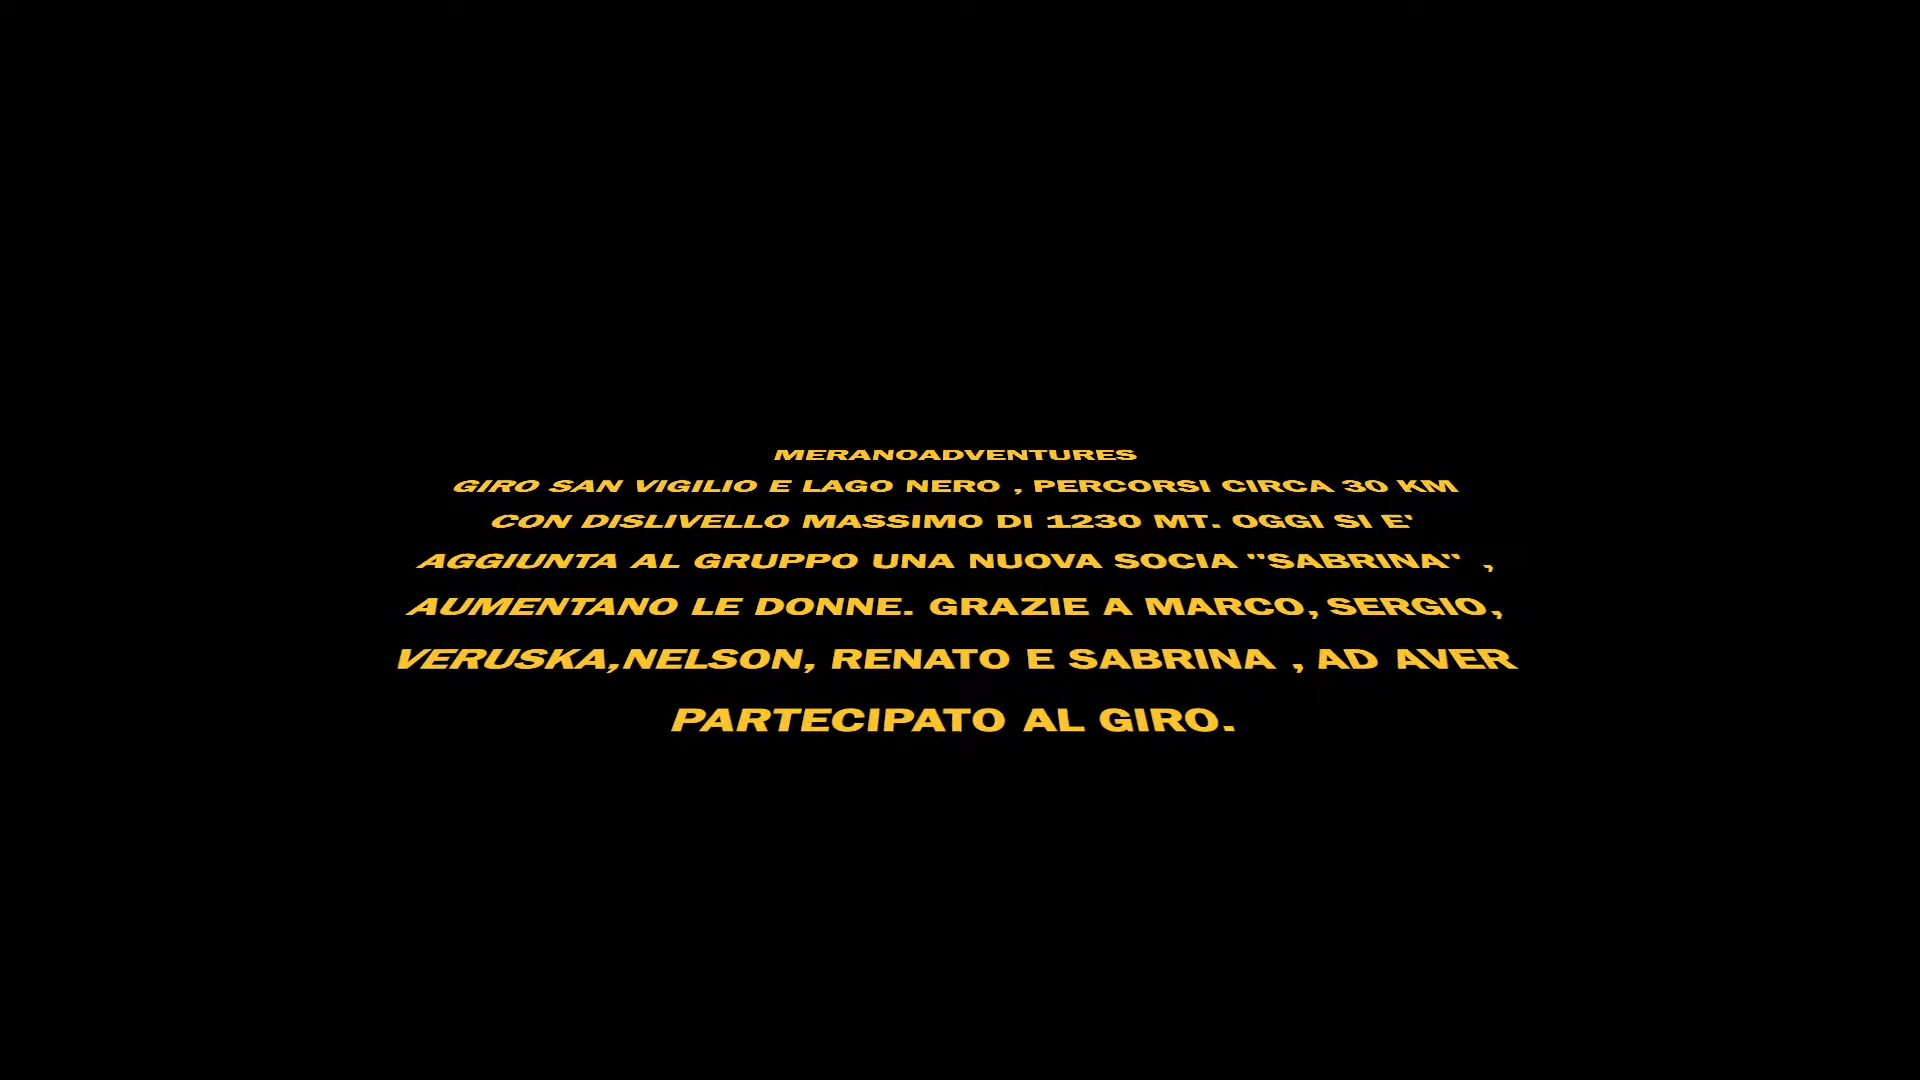 MERANOADVENTURES
GIRO SAN VIGILIO E LAGO NERO , PERCORSI CIRCA 30 KM
CON DISLIVELLO MASSIMO DI 1230 MT. OGGI SI E'
AGGIUNTA AL GRUPPO UNA NUOVA SOCIA "SABRINA" ,
AUMENTANO LE DONNE. GRAZIE A MARCO, SERGIO,
VERUSKA,NELSON, RENATO E SABRINA , AD AVER
PARTECIPATO AL GIRO.